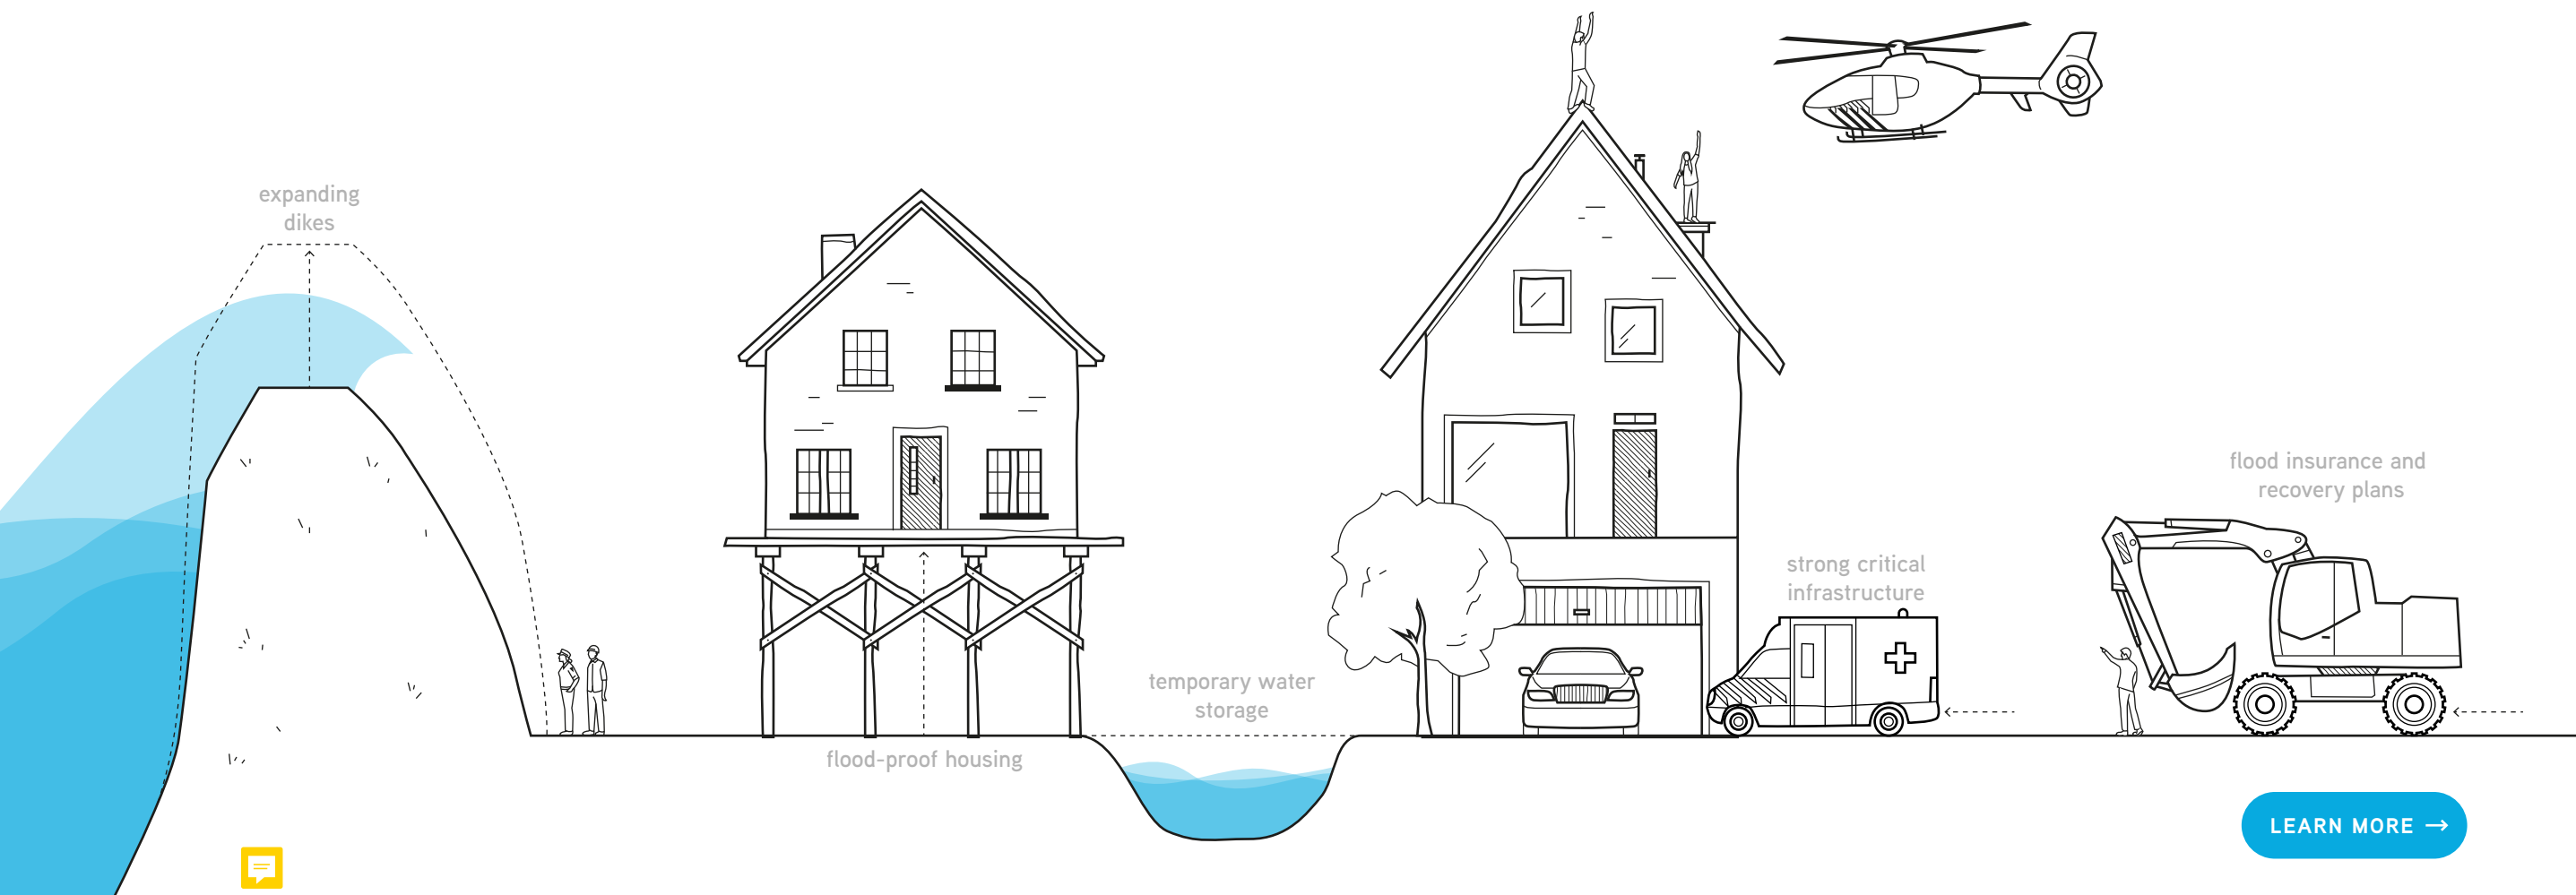 expanding
dikes
flood-proof housing
temporary water
storage
strong critical
infrastructure
flood insurance and
recovery plans
LEARN MORE →